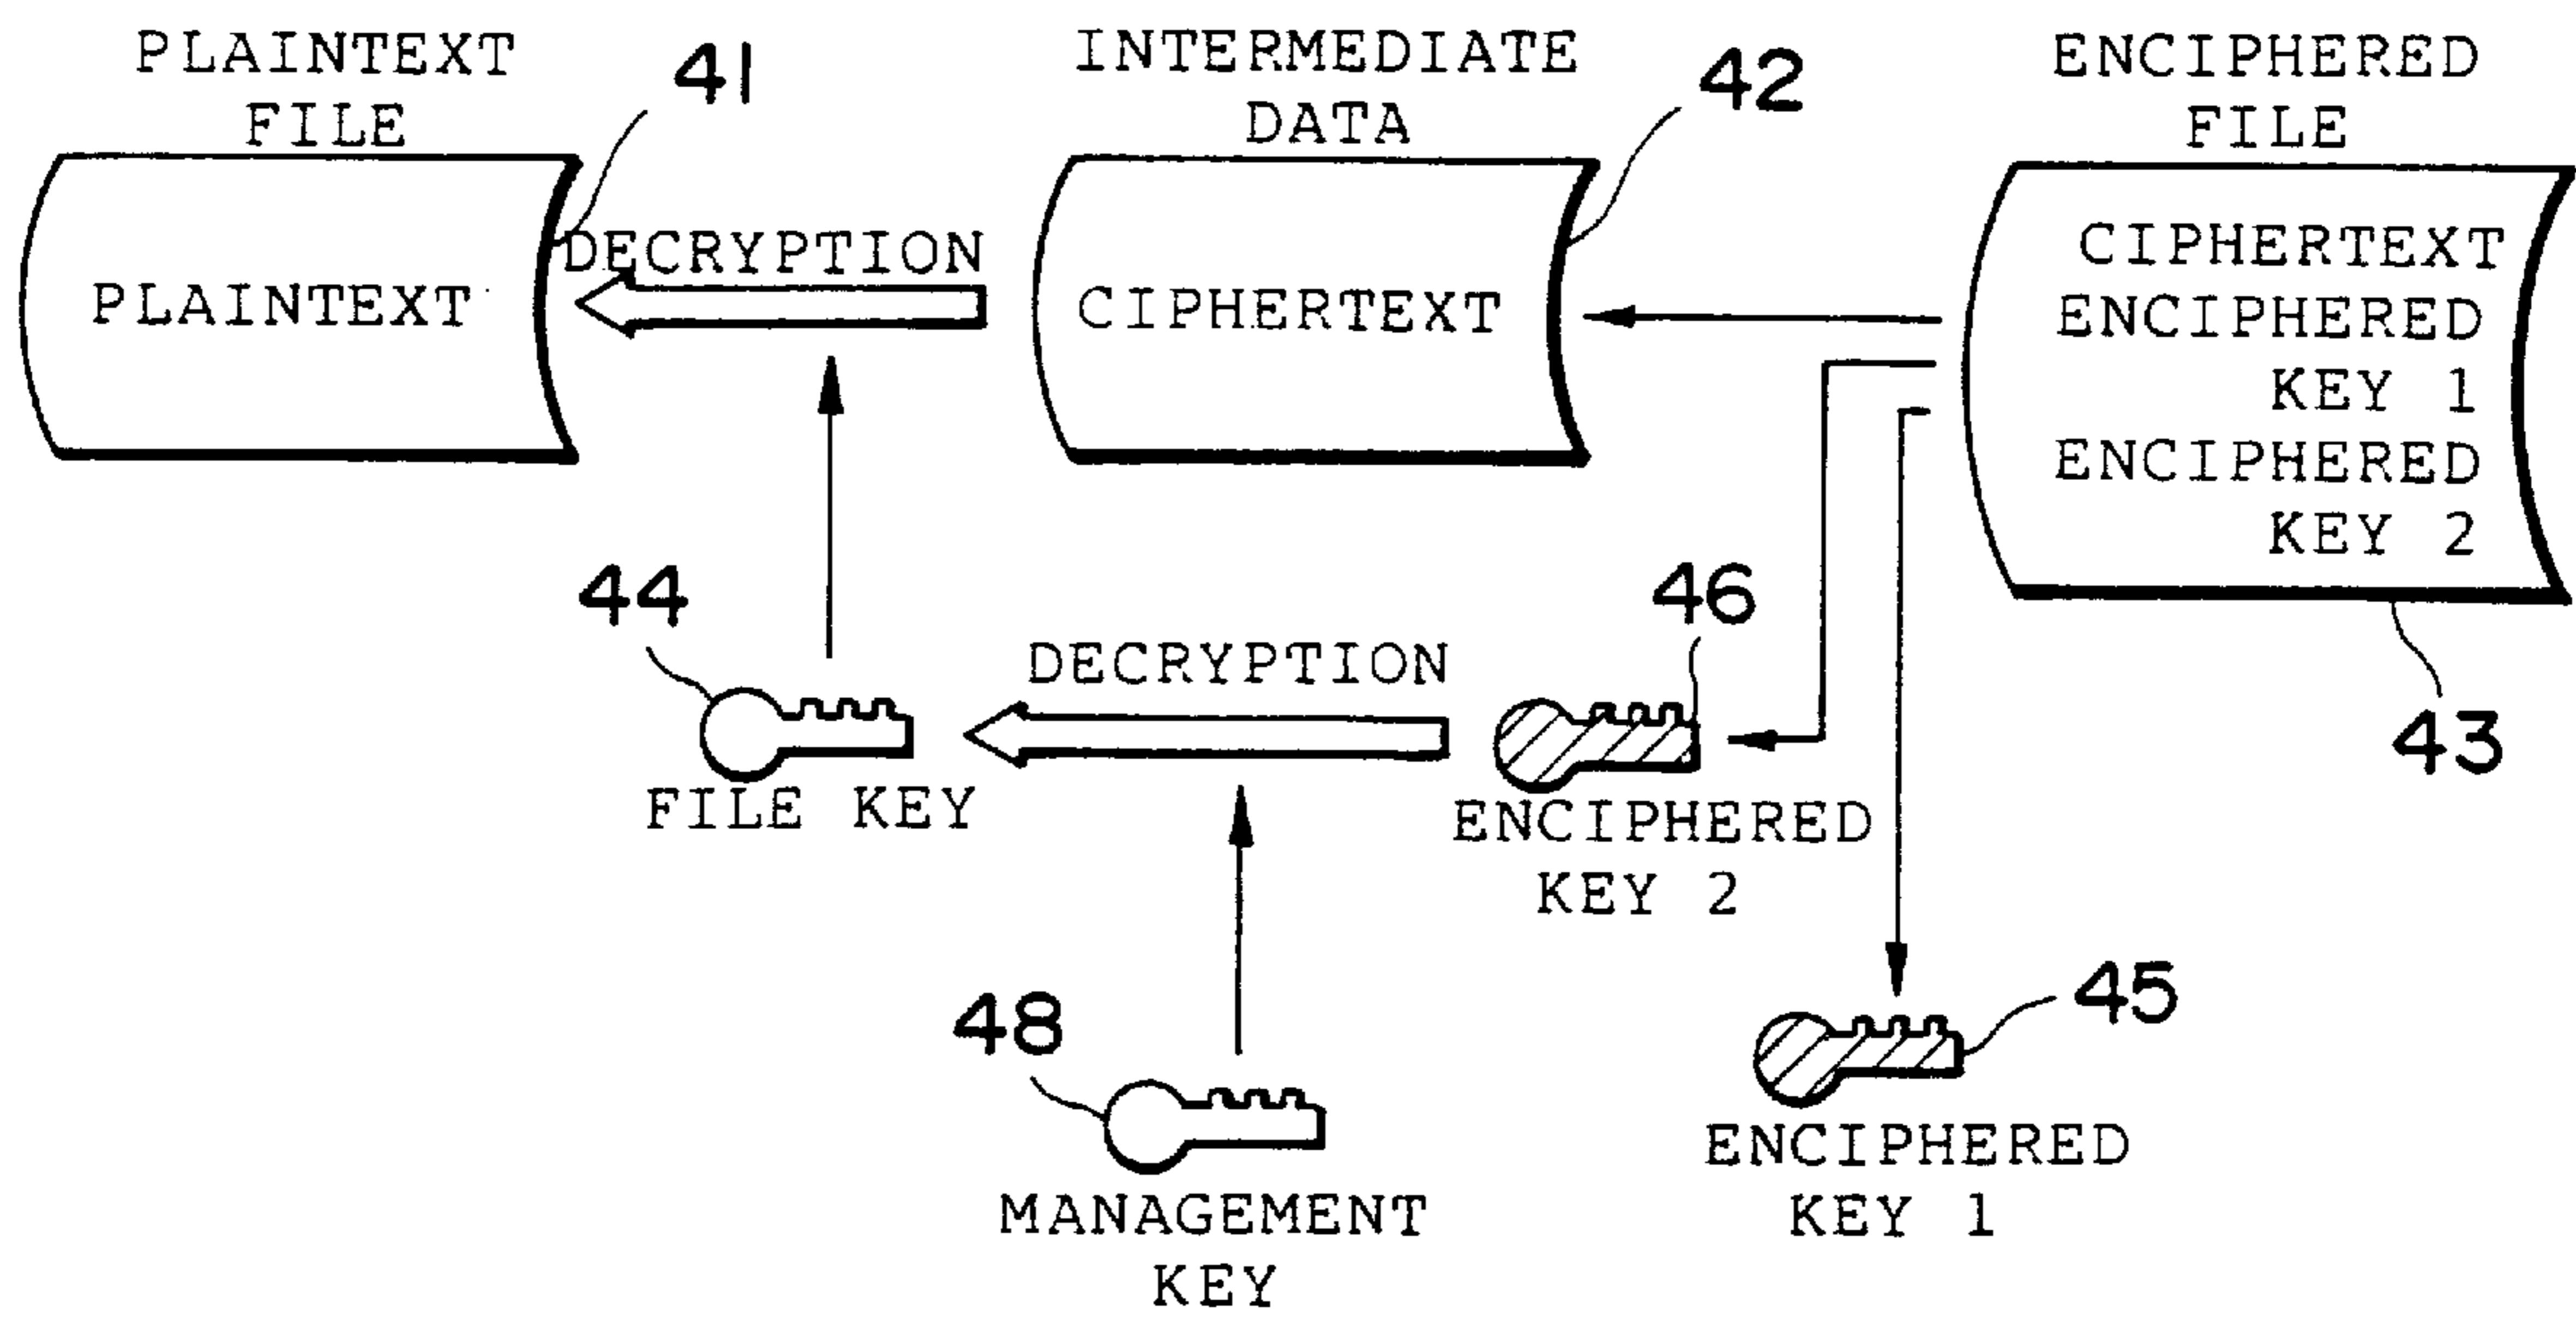 PLAINTEXT
FILE
41
INTERMEDIATE
DATA
42
ENCIPHERED
FILE
PLAINTEXT
DECRYPTION
CIPHERTEXT
CIPHERTEXT
ENCIPHERED
KEY 1
ENCIPHERED
KEY 2
43
44
FILE KEY
DECRYPTION
46
ENCIPHERED
KEY 2
48
MANAGEMENT
KEY
45
ENCIPHERED
KEY 1